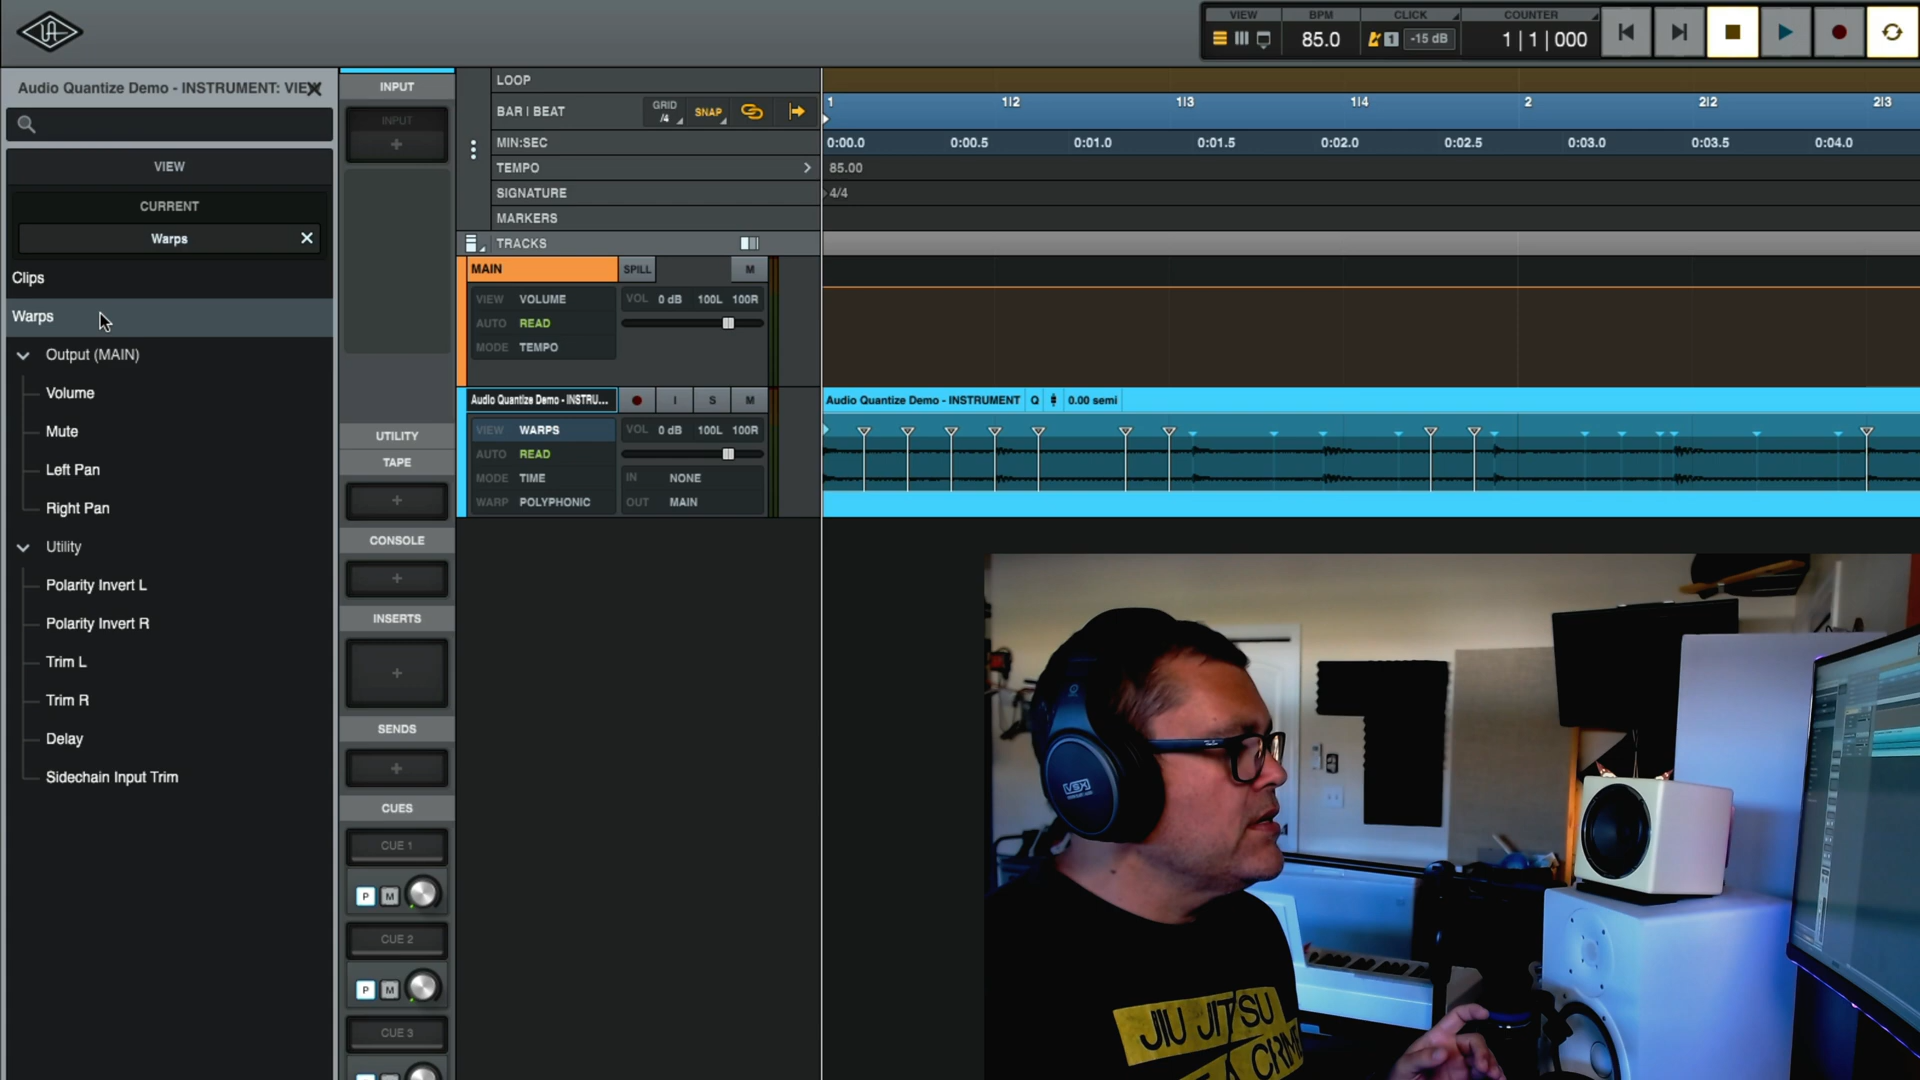 VIEW
BPM
CLICK
COUNTER
85.0
1
-15 dB
1|1|000
Audio Quantize Demo - INSTRUMENT: VIEW
VIEW
CURRENT
Warps
Clips
Warps
Output (MAIN)
Volume
Mute
Left Pan
Right Pan
Utility
Polarity Invert L
Polarity Invert R
Trim L
Trim R
Delay
Sidechain Input Trim
INPUT
INPUT
UTILITY
TAPE
CONSOLE
INSERTS
SENDS
CUES
CUE 1
P M
CUE 2
P M
CUE 3
LOOP
BAR | BEAT
GRID
/4
SNAP
MIN:SEC
TEMPO
SIGNATURE
MARKERS
TRACKS
1 1|2 1|3 1|4 2 2|2 2|3
0:00.0 0:00.5 0:01.0 0:01.5 0:02.0 0:02.5 0:03.0 0:03.5 0:04.0
85.00
4/4
MAIN SPILL M
VIEW VOLUME VOL 0 dB 100L 100R
AUTO READ
MODE TEMPO
Audio Quantize Demo - INSTRU... I S M
VIEW WARPS VOL 0 dB 100L 100R
AUTO READ
MODE TIME IN NONE
WARP POLYPHONIC OUT MAIN
Audio Quantize Demo - INSTRUMENT Q 0.00 semi
VSX
JIU JITSU
A CRIME